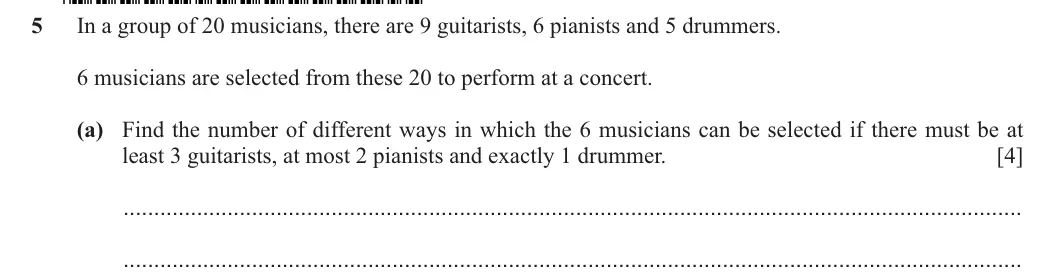 5 In a group of 20 musicians, there are 9 guitarists, 6 pianists and 5 drummers.
6 musicians are selected from these 20 to perform at a concert.
(a) Find the number of different ways in which the 6 musicians can be selected if there must be at
least 3 guitarists, at most 2 pianists and exactly 1 drummer. [4]